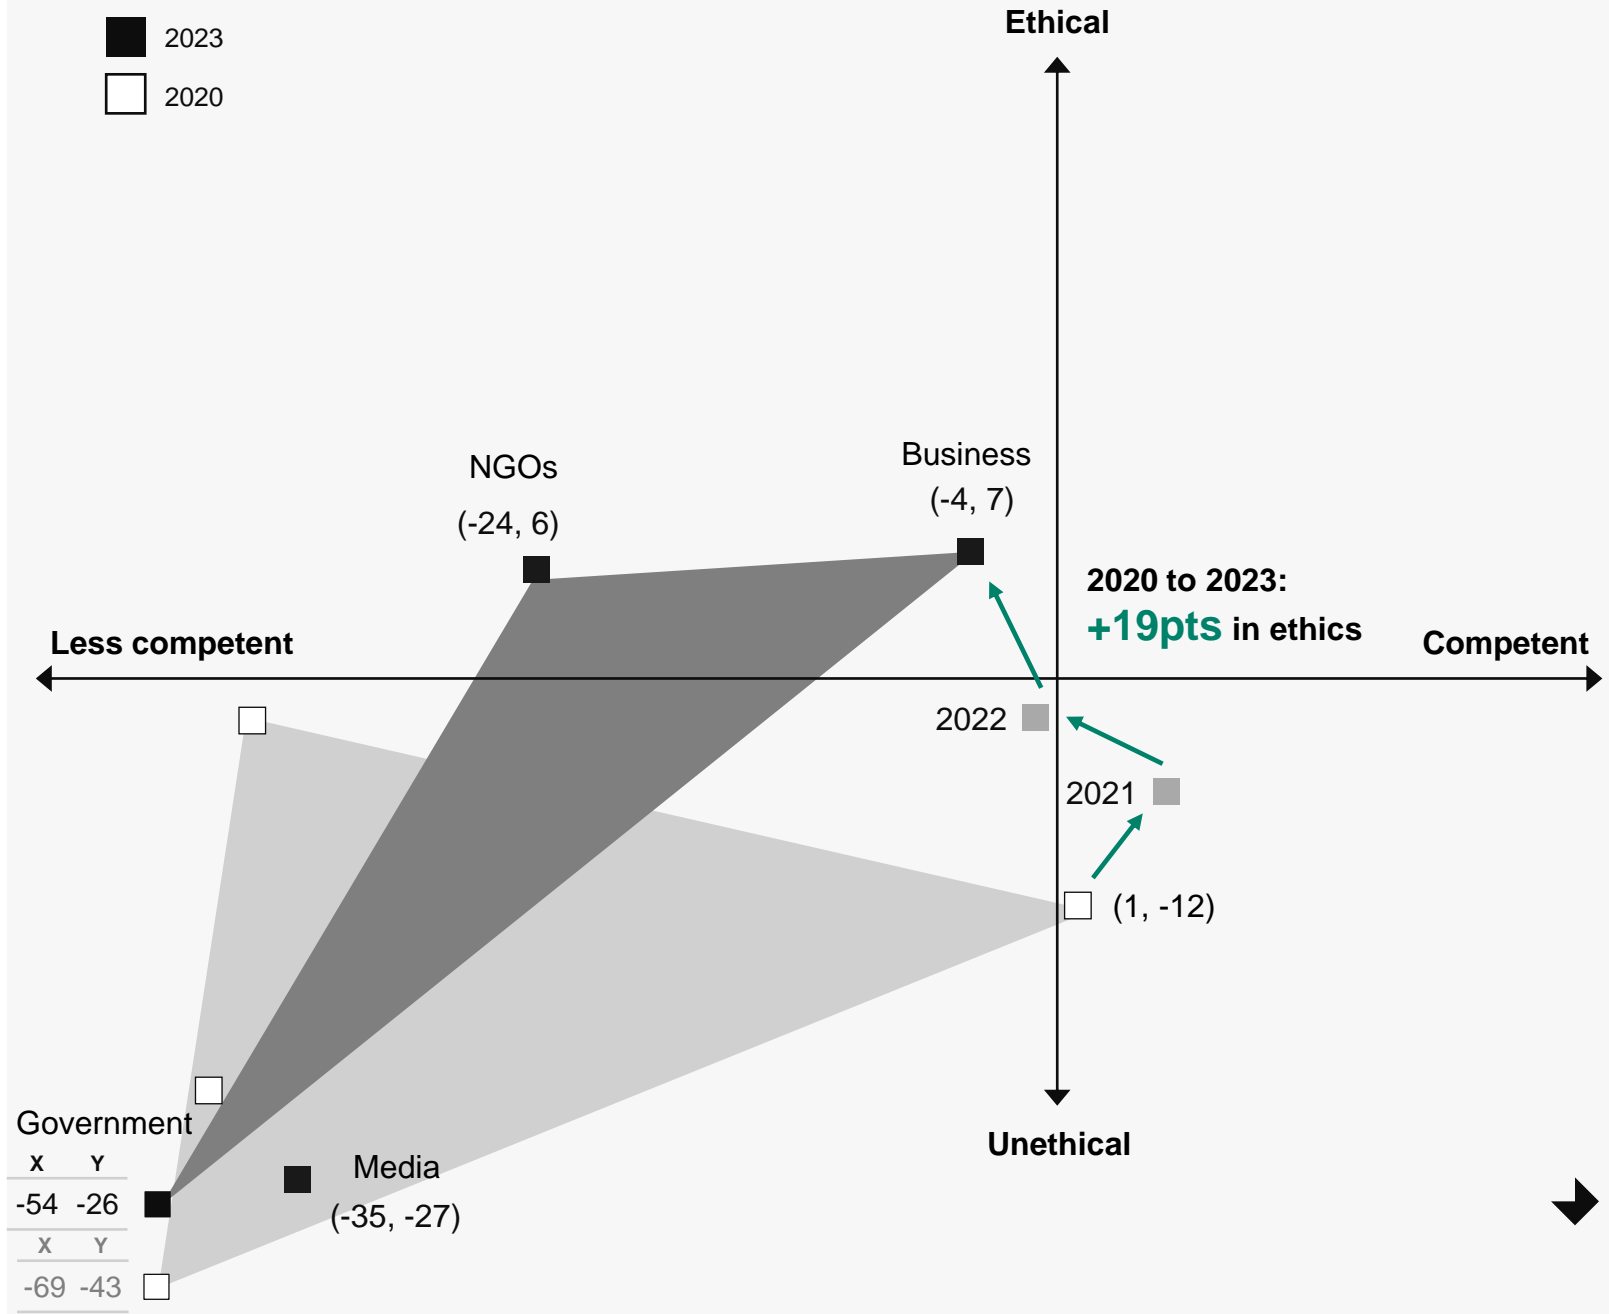 2023
2020
Ethical
NGOs
(-24, 6)
Business
(-4, 7)
2020 to 2023:
+19pts in ethics
Less competent
Competent
2022
2021
(1, -12)
Unethical
Government
X Y
-54 -26
X Y
-69 -43
Media
(-35, -27)